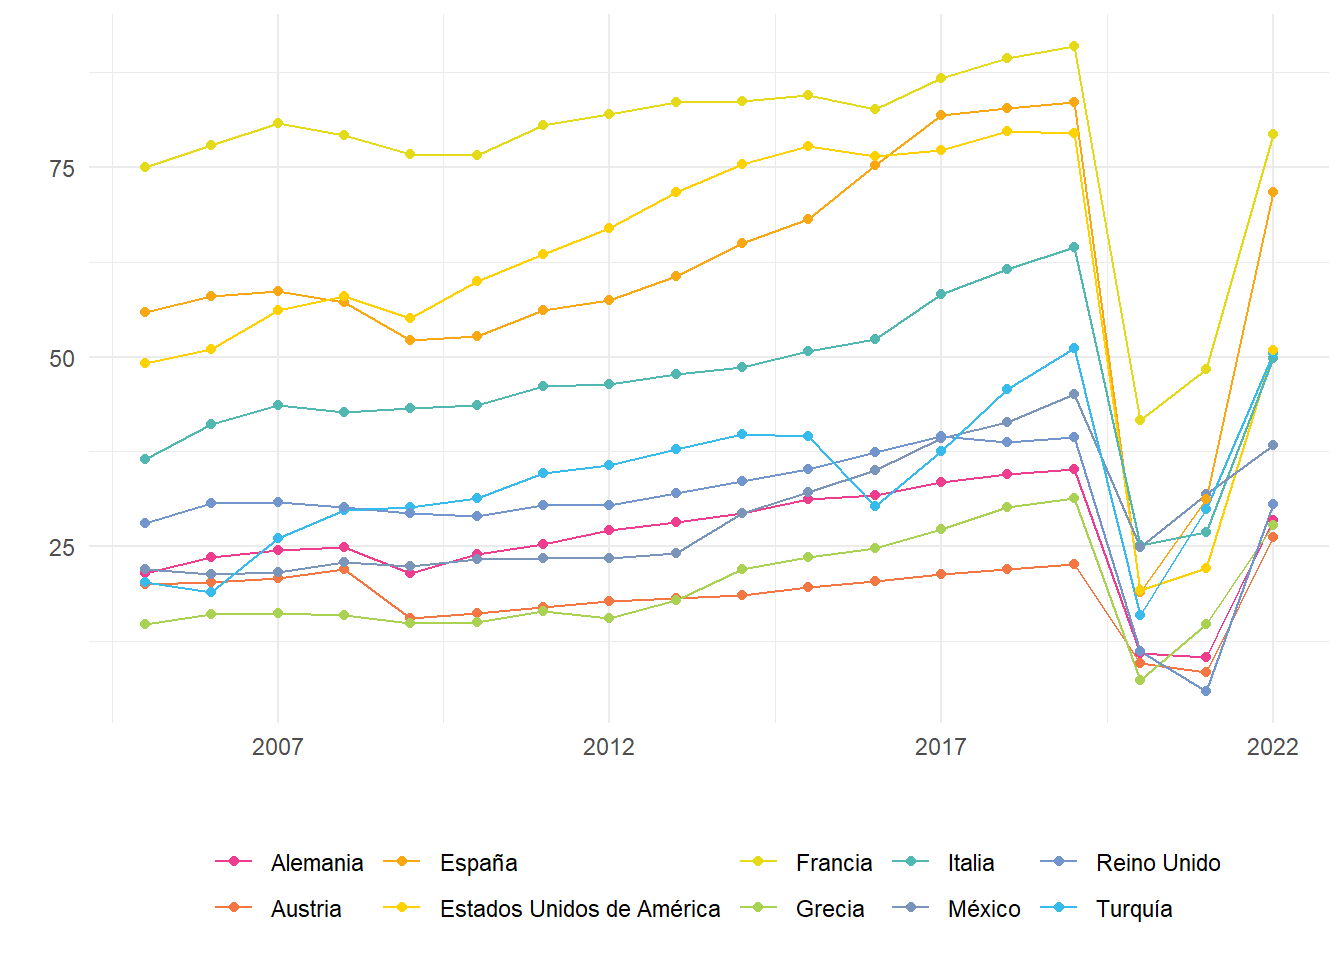 75
50
25
2007 2012 2017 2022
Alemania España Francia Italia Reino Unido
Austria Estados Unidos de América Grecia México Turquía